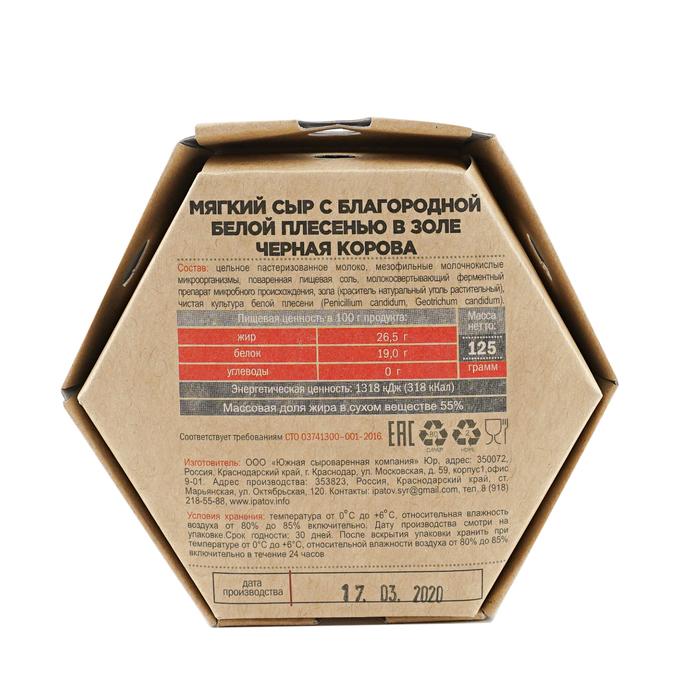 МЯГКИЙ СЫР С БЛАГОРОДНОЙ
БЕЛОЙ ПЛЕСЕНЬЮ В ЗОЛЕ
ЧЕРНАЯ КОРОВА
Состав: цельное пастеризованное молоко, мезофильные молочнокислые
микроорганизмы, поваренная пищевая соль, молокосвертывающий ферментный
препарат микробного происхождения, зола (краситель натуральный уголь растительный),
чистая культура белой плесени (Penicillium candidum, Geotrichum candidum).
Пищевая ценность в 100 г продукта:
жир 26,5 г
белок 19,0 г
углеводы 0 г
Масса
нетто:
125
грамм
Энергетическая ценность: 1318 кДж (318 кКал)
Массовая доля жира в сухом веществе 55%
Соответствует требованиям СТО 03741300-001-2016.
EAC
Изготовитель: ООО «Южная сыроваренная компания» Юр, адрес: 350072,
Россия, Краснодарский край, г. Краснодар, ул. Московская, д. 59, корпус1,офис
9-01. Адрес производства: 353823, Россия, Краснодарский край, ст.
Марьянская, ул. Октябрьская, 120. Контакты: ipatov.syr@gmail.com, тел. 8 (918)
218-55-88, www.ipatov.info
Условия хранения: температура от 0°С до +6°С, относительная влажность
воздуха от 80% до 85% включительно. Дату производства смотри на
упаковке.Срок годности: 30 дней. После вскрытия упаковки хранить при
температуре от 0°С до +6°С, относительной влажности воздуха от 80% до 85%
включительно в течение 24 часов
дата
производства
17. 03. 2020